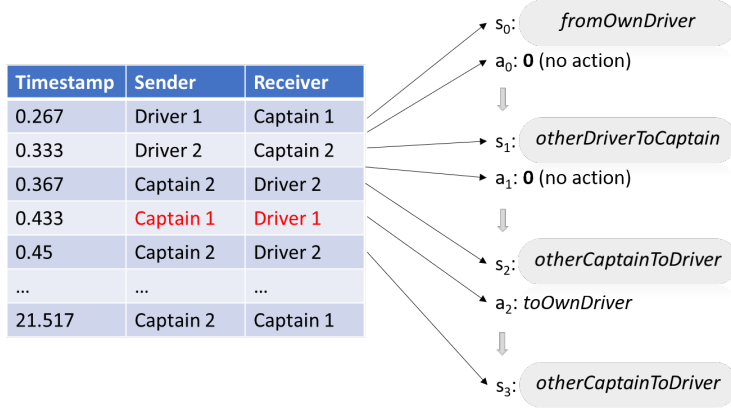 Timestamp Sender Receiver
0.267 Driver 1 Captain 1
0.333 Driver 2 Captain 2
0.367 Captain 2 Driver 2
0.433 Captain 1 Driver 1
0.45 Captain 2 Driver 2
... ... ...
21.517 Captain 2 Captain 1
s0: fromOwnDriver
a0: 0 (no action)
s1: otherDriverToCaptain
a1: 0 (no action)
s2: otherCaptainToDriver
a2: toOwnDriver
s3: otherCaptainToDriver